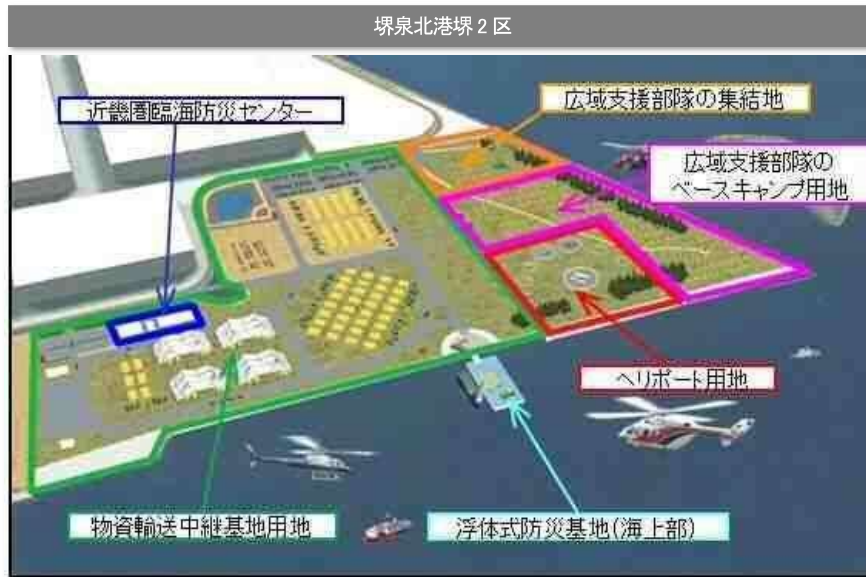 堺泉北港堺2区
近畿圏臨海防災センター
広域支援部隊の集結地
広域支援部隊の
ベースキャンプ用地
ヘリポート用地
物資輸送中継基地用地
浮体式防災基地(海上部)